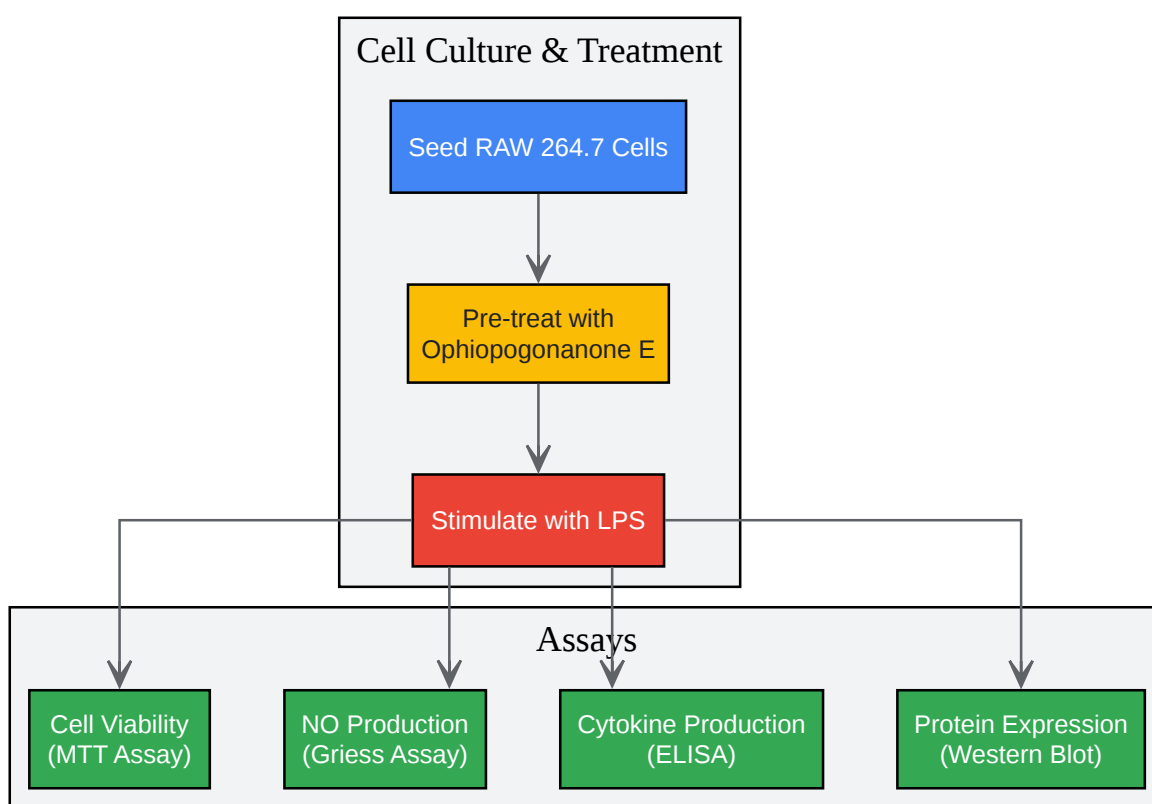 Cell Culture & Treatment
Seed RAW 264.7 Cells
Pre-treat with
Ophiopogonanone E
Stimulate with LPS
Assays
Cell Viability
(MTT Assay)
NO Production
(Griess Assay)
Cytokine Production
(ELISA)
Protein Expression
(Western Blot)